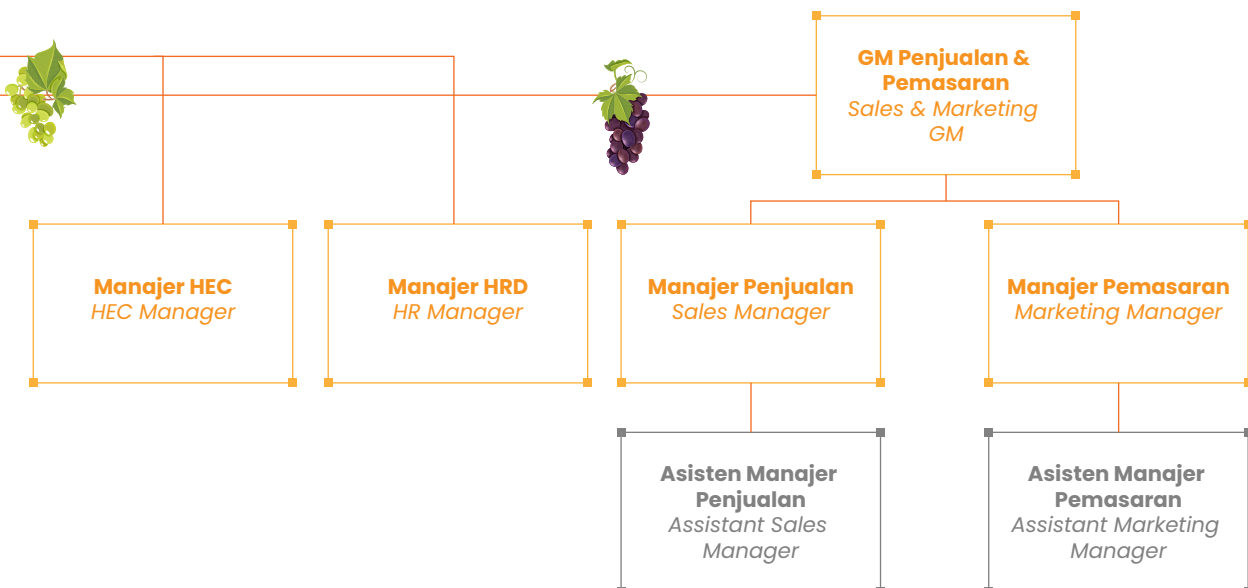 GM Penjualan &
Pemasaran
Sales & Marketing
GM
Manajer HEC
HEC Manager
Manajer HRD
HR Manager
Manajer Penjualan
Sales Manager
Manajer Pemasaran
Marketing Manager
Asisten Manajer
Penjualan
Assistant Sales
Manager
Asisten Manajer
Pemasaran
Assistant Marketing
Manager